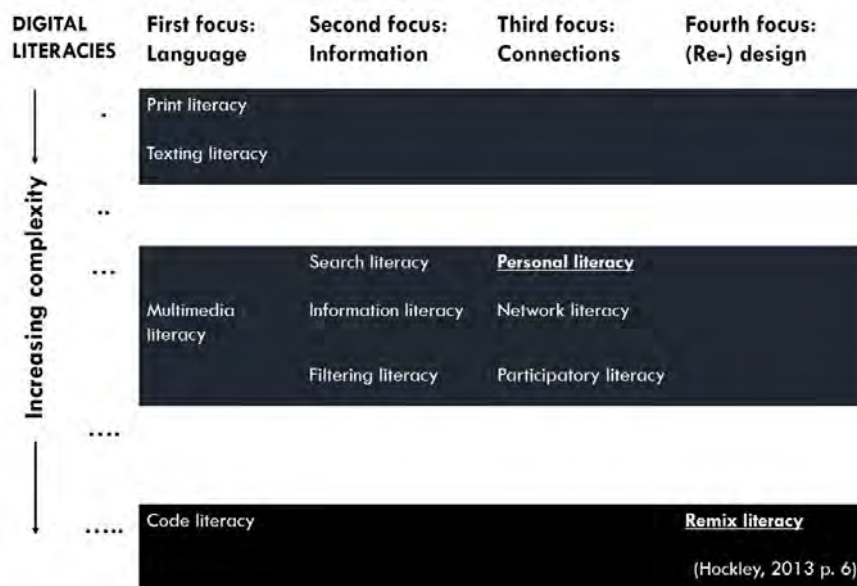 DIGITAL LITERACIES
First focus: Language
Second focus: Information
Third focus: Connections
Fourth focus: (Re-) design
Increasing complexity
.
Print literacy
Texting literacy
..
...
Search literacy
Personal literacy
Multimedia literacy
Information literacy
Network literacy
Filtering literacy
Participatory literacy
....
.....
Code literacy
Remix literacy
(Hockley, 2013 p. 6)